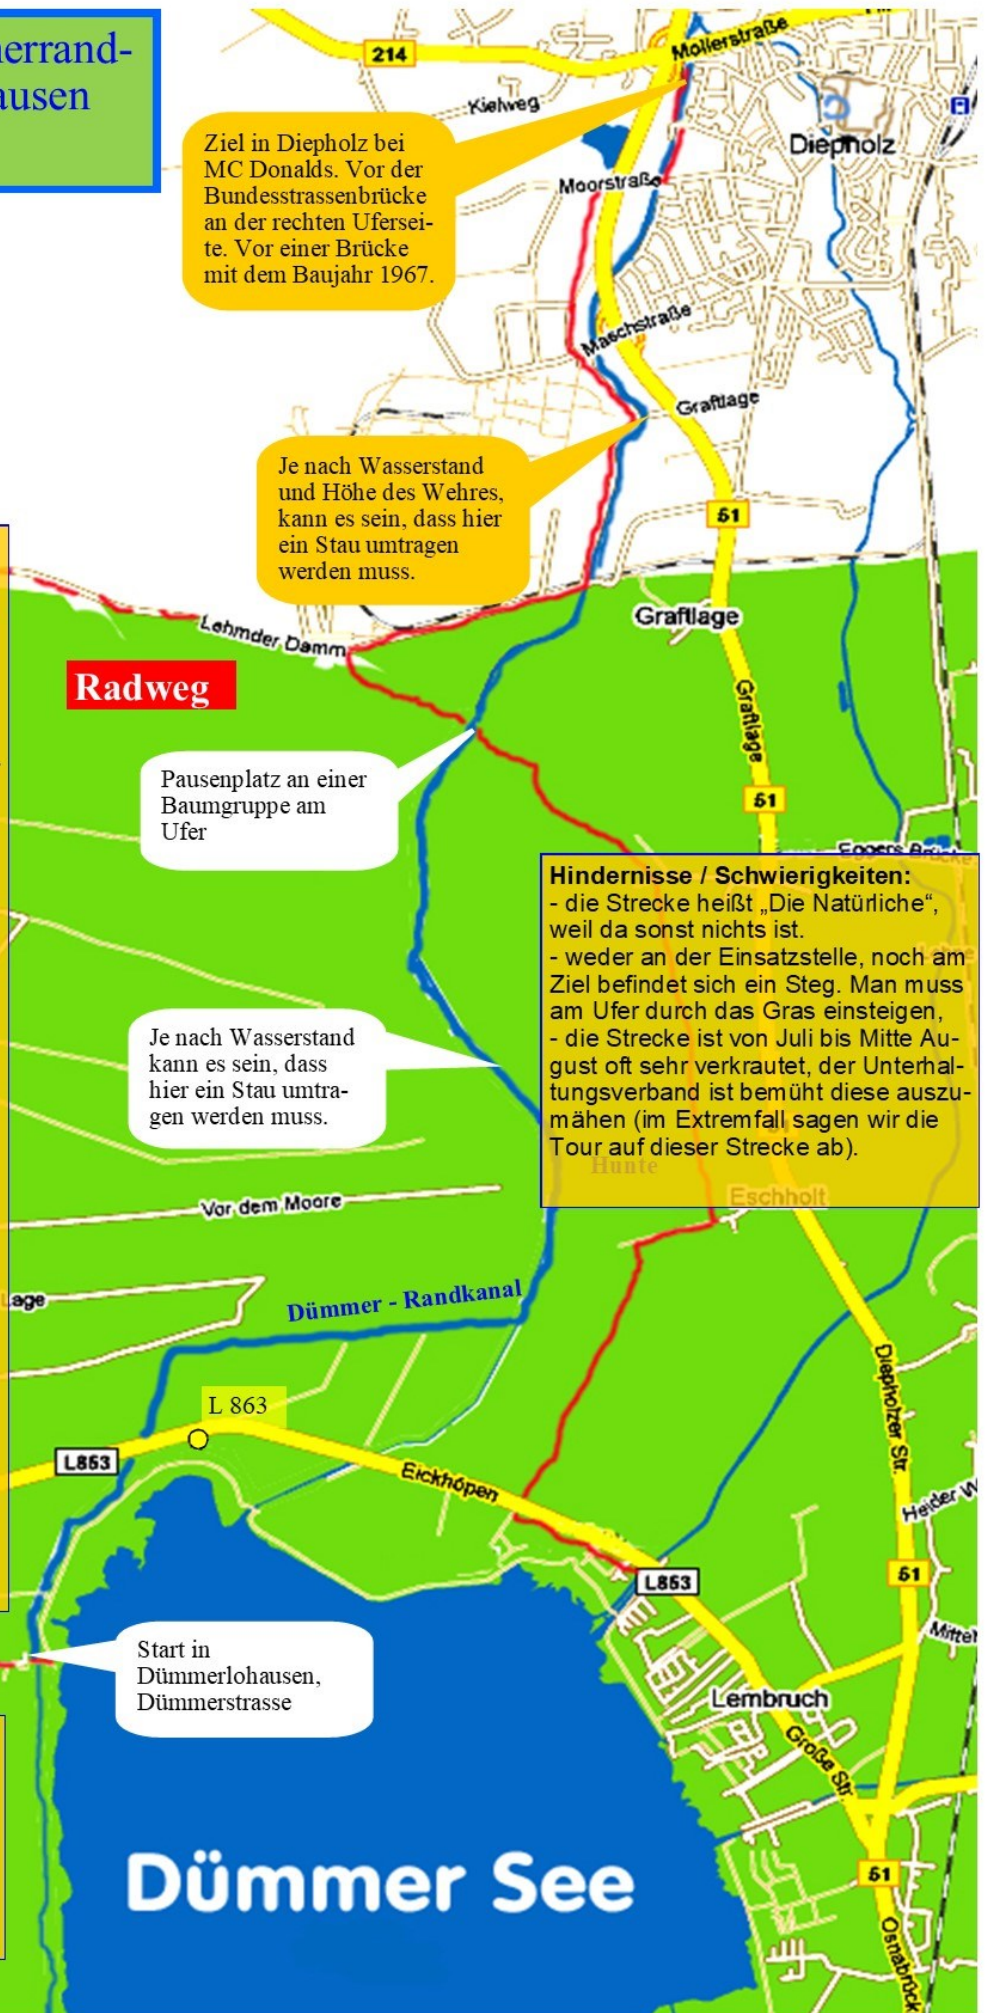 nerrand-
ausen
214
Mollerstraße
Kielweg
Diepholz
Ziel in Diepholz bei
MC Donalds. Vor der
Bundesstrassenbrücke
an der rechten Ufersei-
te. Vor einer Brücke
mit dem Baujahr 1967.
Moorstraße
Maschstraße
Graftlage
Je nach Wasserstand
und Höhe des Wehres,
kann es sein, dass hier
ein Stau umtragen
werden muss.
51
Graftlage
Lehmder Damm
Radweg
Graftlage
Pausenplatz an einer
Baumgruppe am
Ufer
51
Eggers Brücke
Hindernisse / Schwierigkeiten:
- die Strecke heißt „Die Natürliche“,
weil da sonst nichts ist.
- weder an der Einsatzstelle, noch am
Ziel befindet sich ein Steg. Man muss
am Ufer durch das Gras einsteigen,
- die Strecke ist von Juli bis Mitte Au-
gust oft sehr verkrautet, der Unterhal-
tungsverband ist bemüht diese auszu-
mähen (im Extremfall sagen wir die
Tour auf dieser Strecke ab).
Je nach Wasserstand
kann es sein, dass
hier ein Stau umtra-
gen werden muss.
Hunte
Eschholt
Vor dem Moore
age
Dümmer - Randkanal
Diepholzer Str.
L 863
L853
Eickhöpen
Heider W
51
L853
Mittel
Start in
Dümmerlohausen,
Dümmerstrasse
Lembruch
Große Str.
Dümmer See
51
Osnabrück